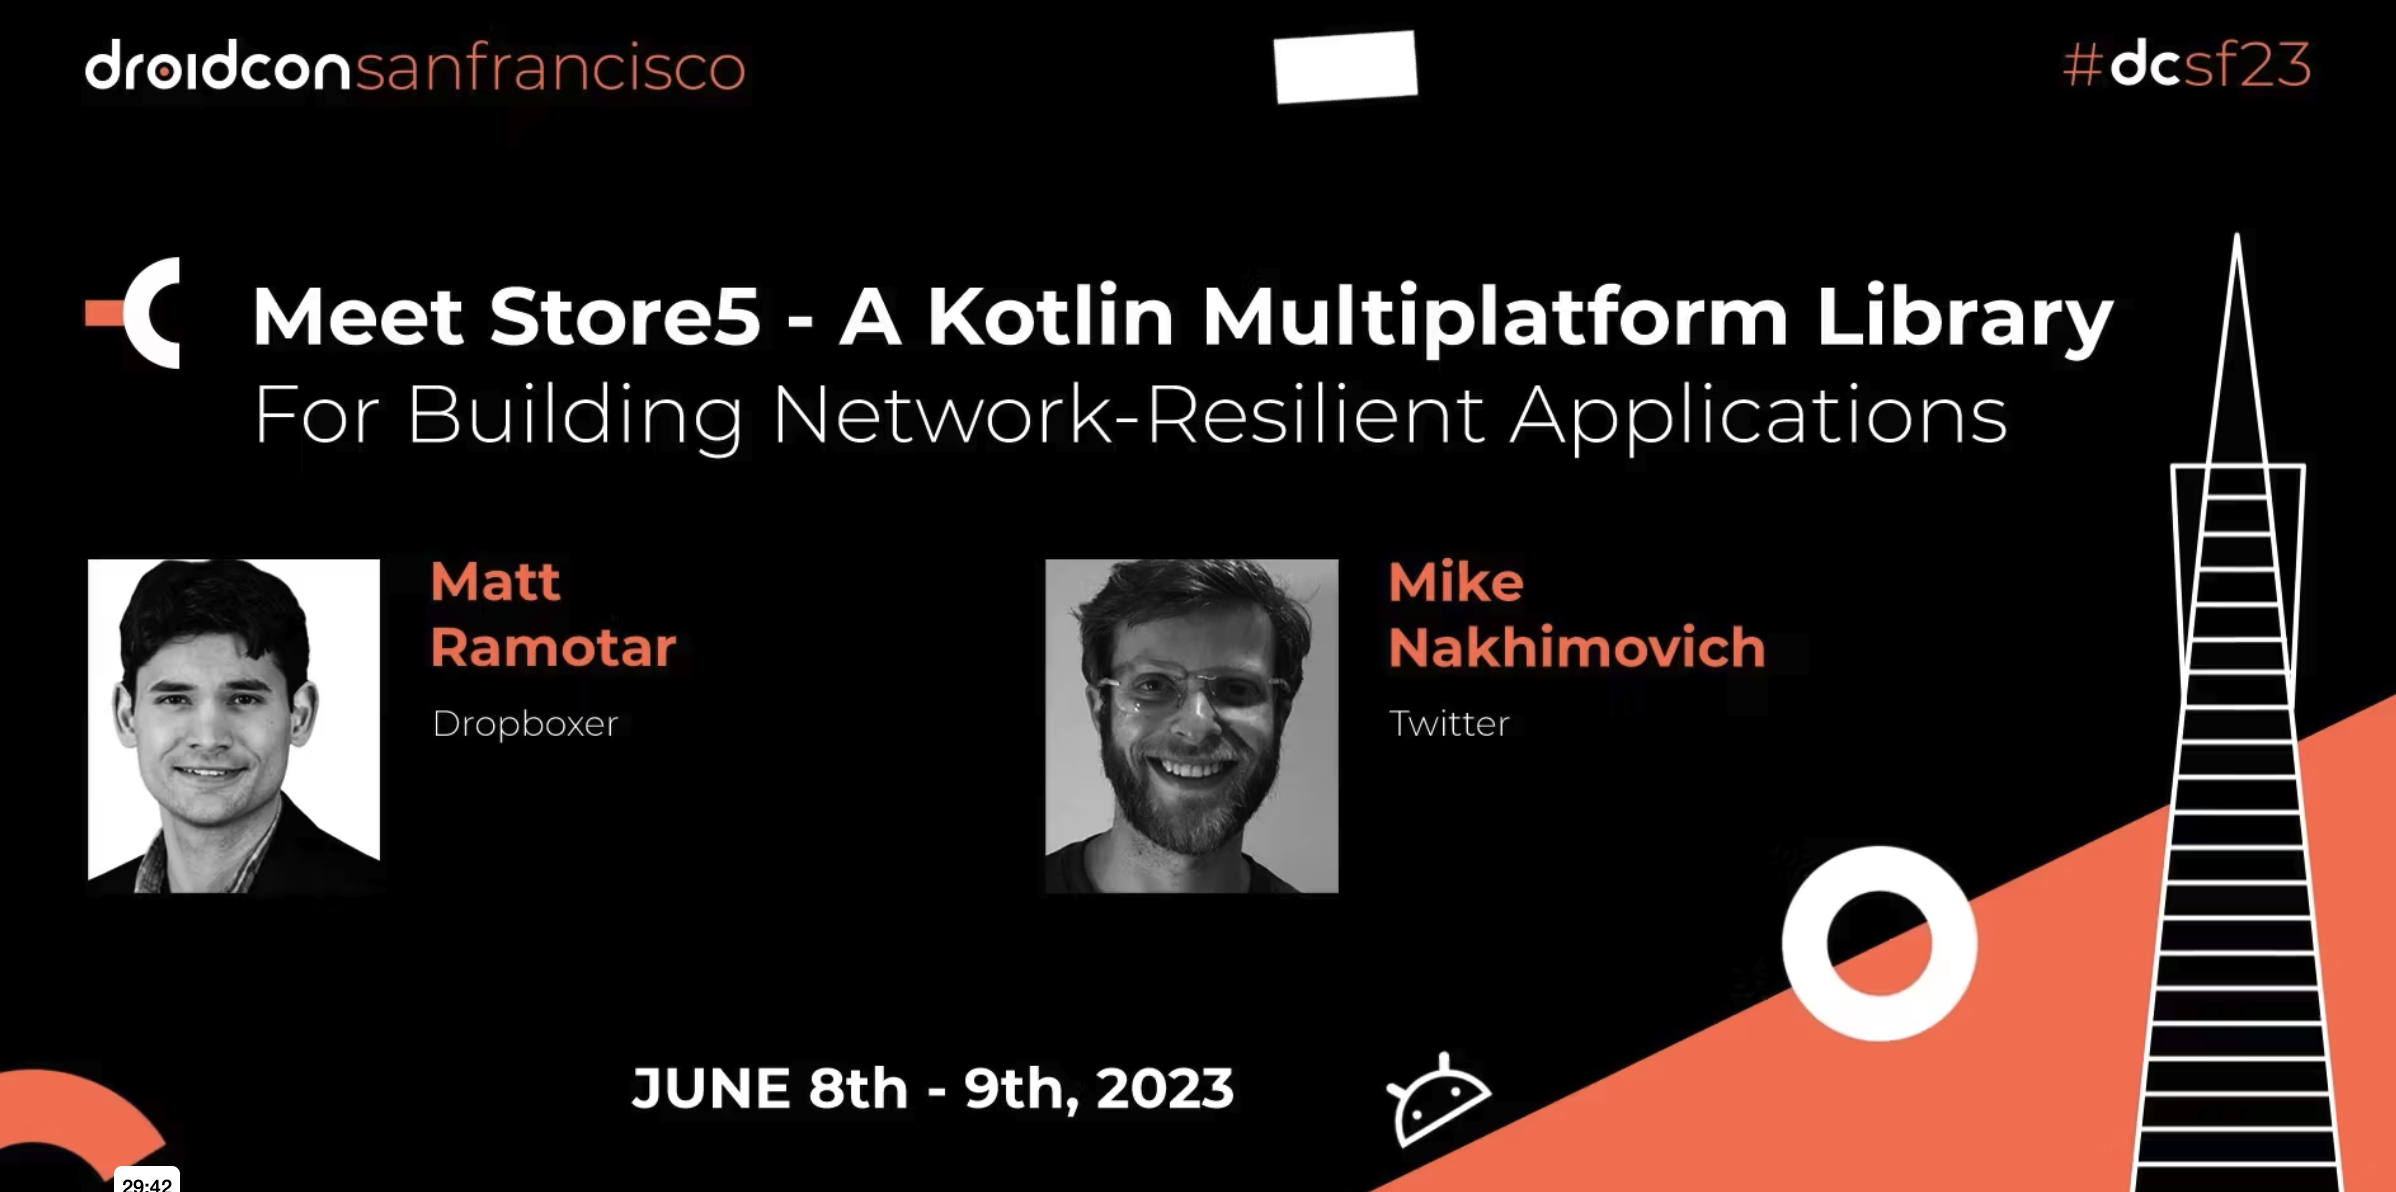 droidconsanfrancisco
#dcsf23
Meet Store5 - A Kotlin Multiplatform Library
For Building Network-Resilient Applications
Matt
Ramotar
Dropboxer
Mike
Nakhimovich
Twitter
JUNE 8th - 9th, 2023
29:42